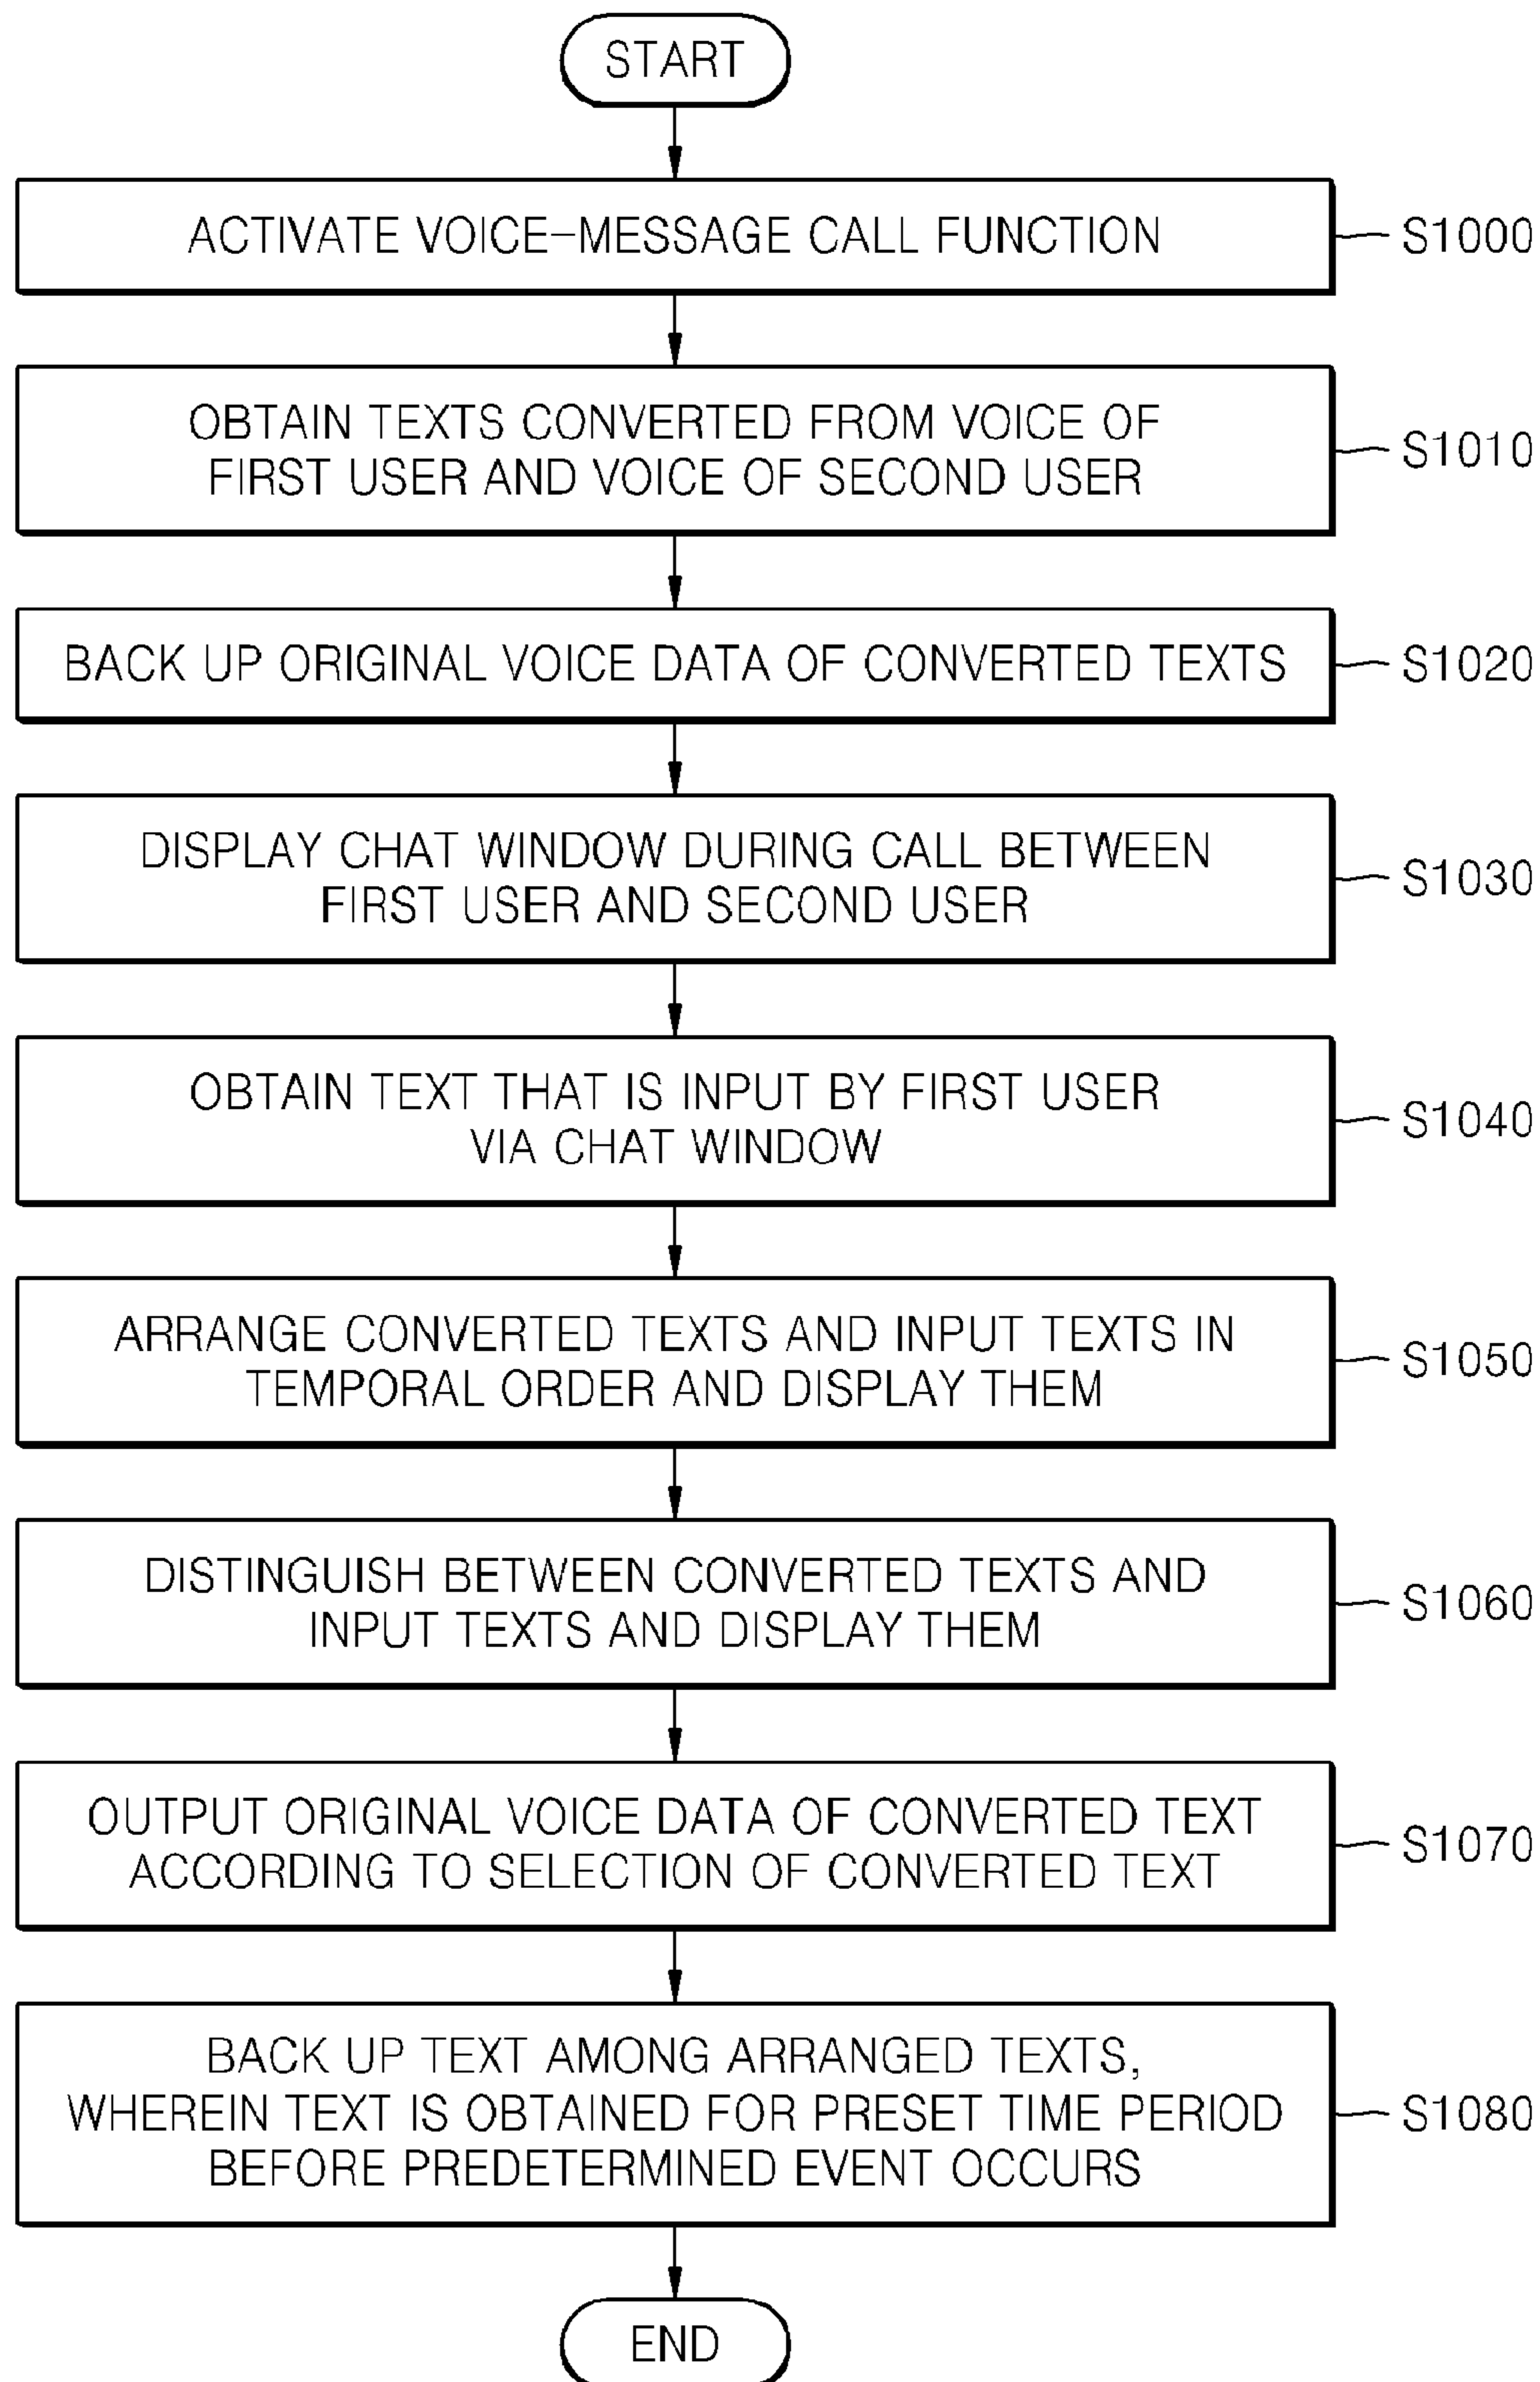 START
ACTIVATE VOICE-MESSAGE CALL FUNCTION
S1000
OBTAIN TEXTS CONVERTED FROM VOICE OF
FIRST USER AND VOICE OF SECOND USER
S1010
BACK UP ORIGINAL VOICE DATA OF CONVERTED TEXTS
S1020
DISPLAY CHAT WINDOW DURING CALL BETWEEN
FIRST USER AND SECOND USER
S1030
OBTAIN TEXT THAT IS INPUT BY FIRST USER
VIA CHAT WINDOW
S1040
ARRANGE CONVERTED TEXTS AND INPUT TEXTS IN
TEMPORAL ORDER AND DISPLAY THEM
S1050
DISTINGUISH BETWEEN CONVERTED TEXTS AND
INPUT TEXTS AND DISPLAY THEM
S1060
OUTPUT ORIGINAL VOICE DATA OF CONVERTED TEXT
ACCORDING TO SELECTION OF CONVERTED TEXT
S1070
BACK UP TEXT AMONG ARRANGED TEXTS,
WHEREIN TEXT IS OBTAINED FOR PRESET TIME PERIOD
BEFORE PREDETERMINED EVENT OCCURS
S1080
END